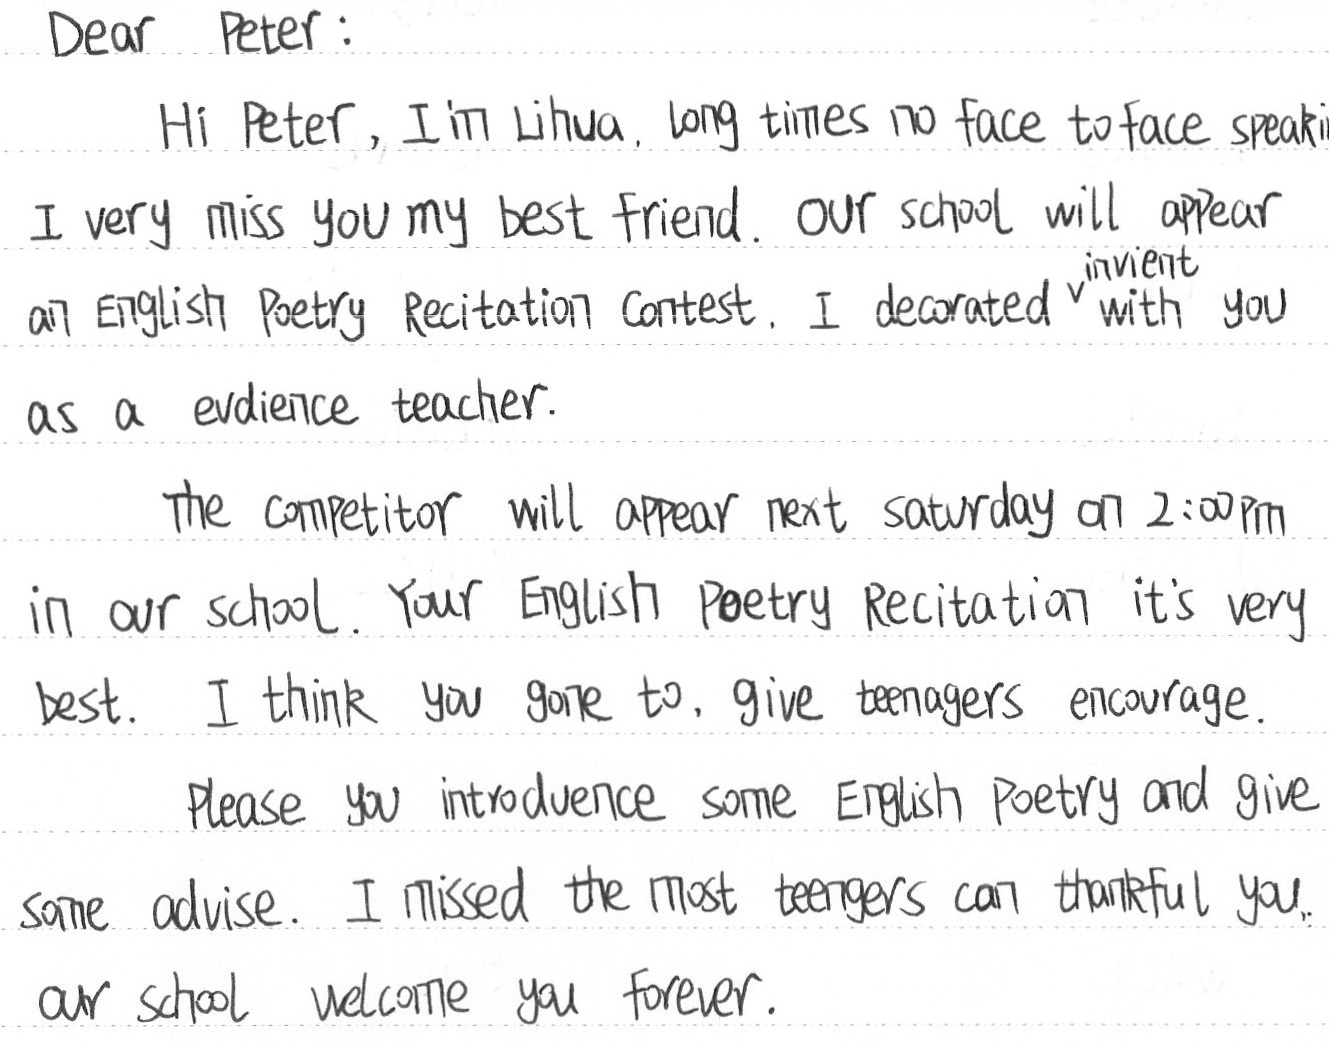 Dear Peter:
Hi Peter, I'm Lihua. long times no face to face speaki
I very miss you my best friend. our school will appear
an English Poetry Recitation Contest. I decorated invient with you
as a evdience teacher.
The competitor will appear next saturday on 2:00 Pm
in our school. Your English Poetry Recitation it's very
best. I think you gone to. give teenagers encourage.
Please you introduence some English Poetry and give
some advise. I missed the most teengers can thankful you.
our school welcome you forever.